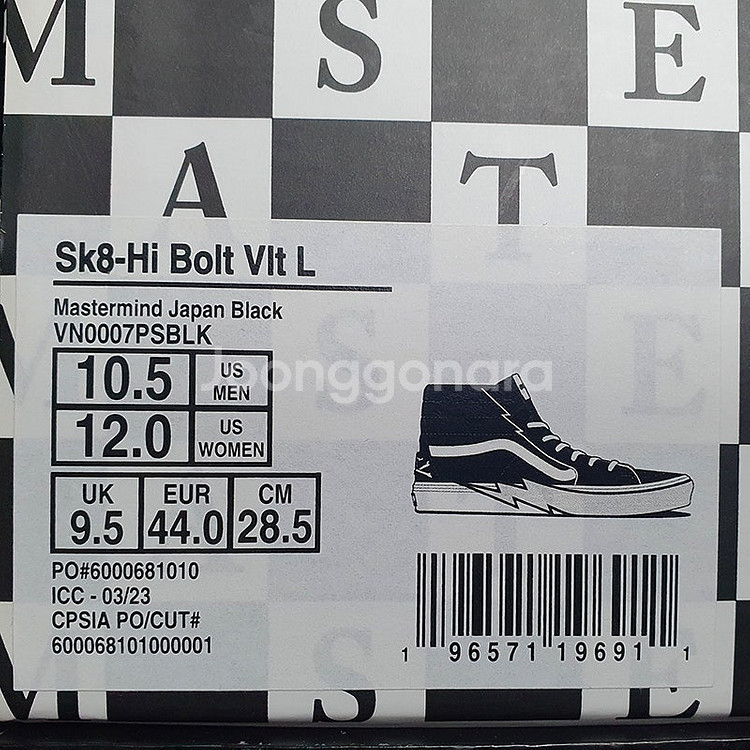 M S E
A T
Sk8-Hi Bolt Vlt L
Mastermind Japan Black
VN0007PSBLK
10.5 US MEN
12.0 US WOMEN
UK EUR CM
9.5 44.0 28.5
PO#6000681010
ICC - 03/23
CPSIA PO/CUT#
600068101000001
1 96571 19691 1
Joonggonara
M S E